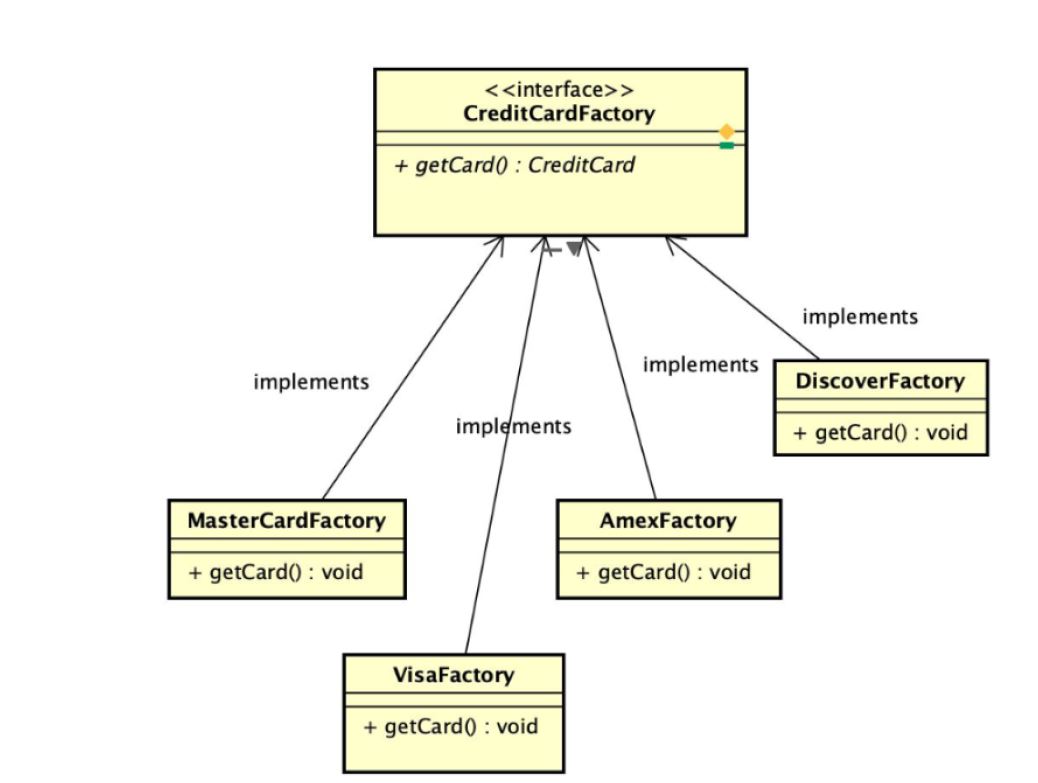 <<interface>>
CreditCardFactory
+ getCard() : CreditCard
implements
implements
implements
implements
DiscoverFactory
+ getCard() : void
MasterCardFactory
+ getCard() : void
AmexFactory
+ getCard() : void
VisaFactory
+ getCard() : void